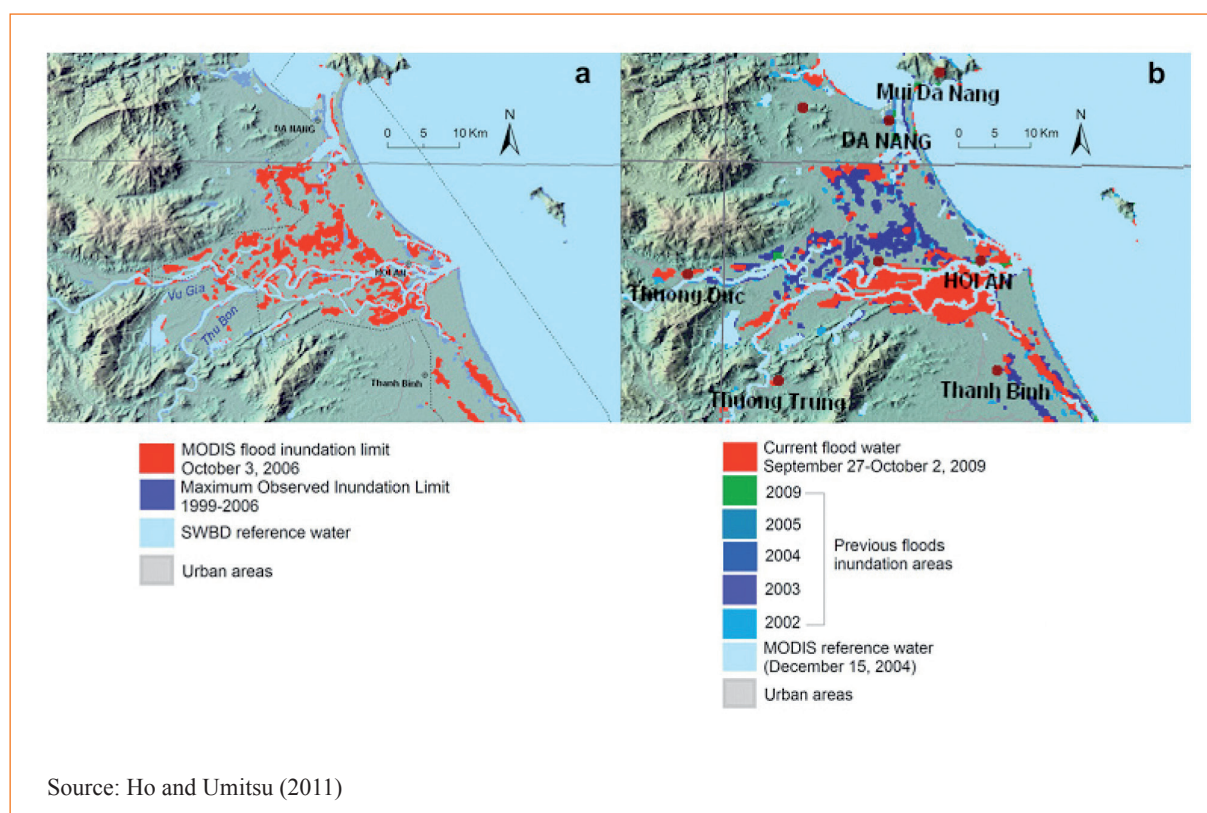 a
N
DA NANG
0 5 10 Km
Vu Gia
Thu Bon
HOI AN
Thanh Binh
MODIS flood inundation limit
October 3, 2006
Maximum Observed Inundation Limit
1999-2006
SWBD reference water
Urban areas
b
Mui Da Nang
N
DA NANG
0 5 10 Km
Thuong Duc
HOI AN
Thuong Trung
Thanh Binh
Current flood water
September 27-October 2, 2009
2009
2005
2004
2003
2002
Previous floods
inundation areas
MODIS reference water
(December 15, 2004)
Urban areas
Source: Ho and Umitsu (2011)